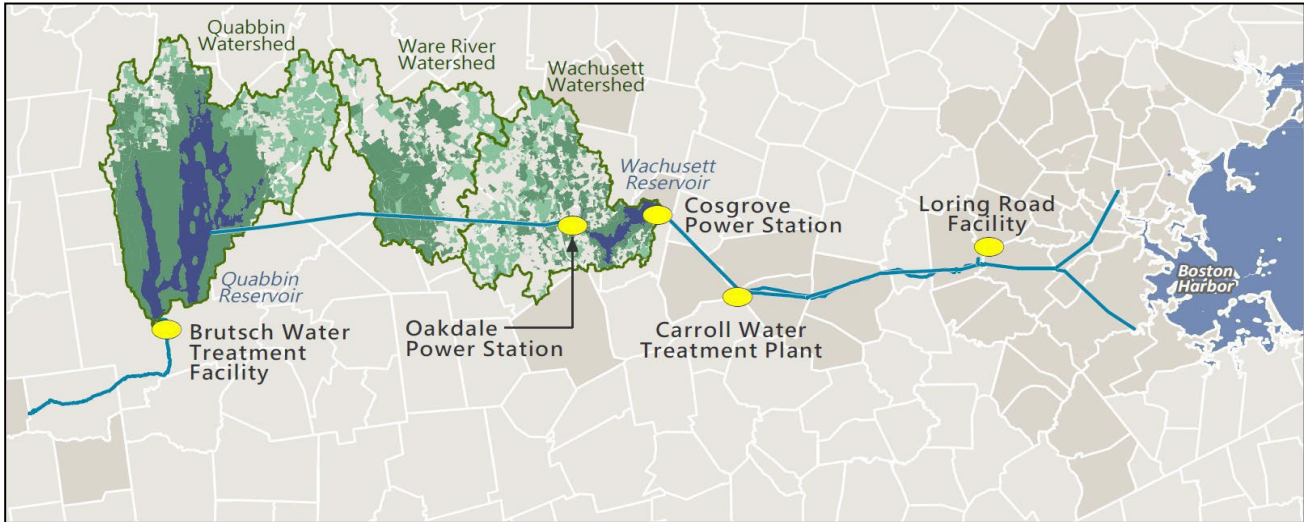 Quabbin
Watershed
Ware River
Watershed
Wachusett
Watershed
Wachusett
Reservoir
Cosgrove
Power Station
Loring Road
Facility
Quabbin
Reservoir
Boston
Harbor
Brutsch Water
Treatment
Facility
Oakdale
Power Station
Carroll Water
Treatment Plant